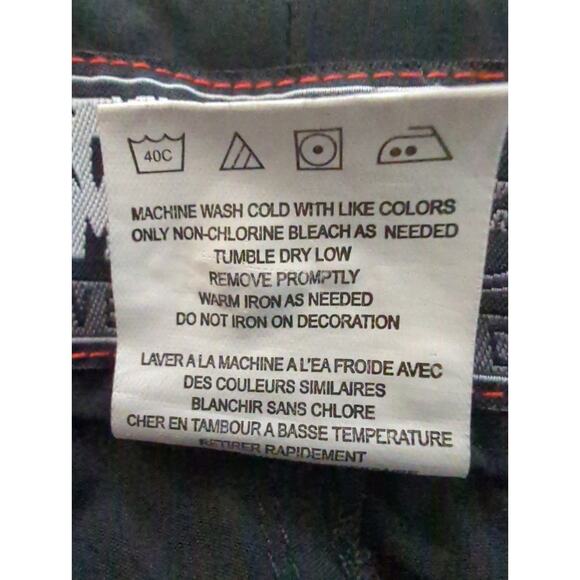 40C
MACHINE WASH COLD WITH LIKE COLORS
ONLY NON-CHLORINE BLEACH AS NEEDED
TUMBLE DRY LOW
REMOVE PROMPTLY
WARM IRON AS NEEDED
DO NOT IRON ON DECORATION
LAVER A LA MACHINE A L'EA FROIDE AVEC
DES COULEURS SIMILAIRES
BLANCHIR SANS CHLORE
CHER EN TAMBOUR A BASSE TEMPERATURE
RETIRER RAPIDEMENT